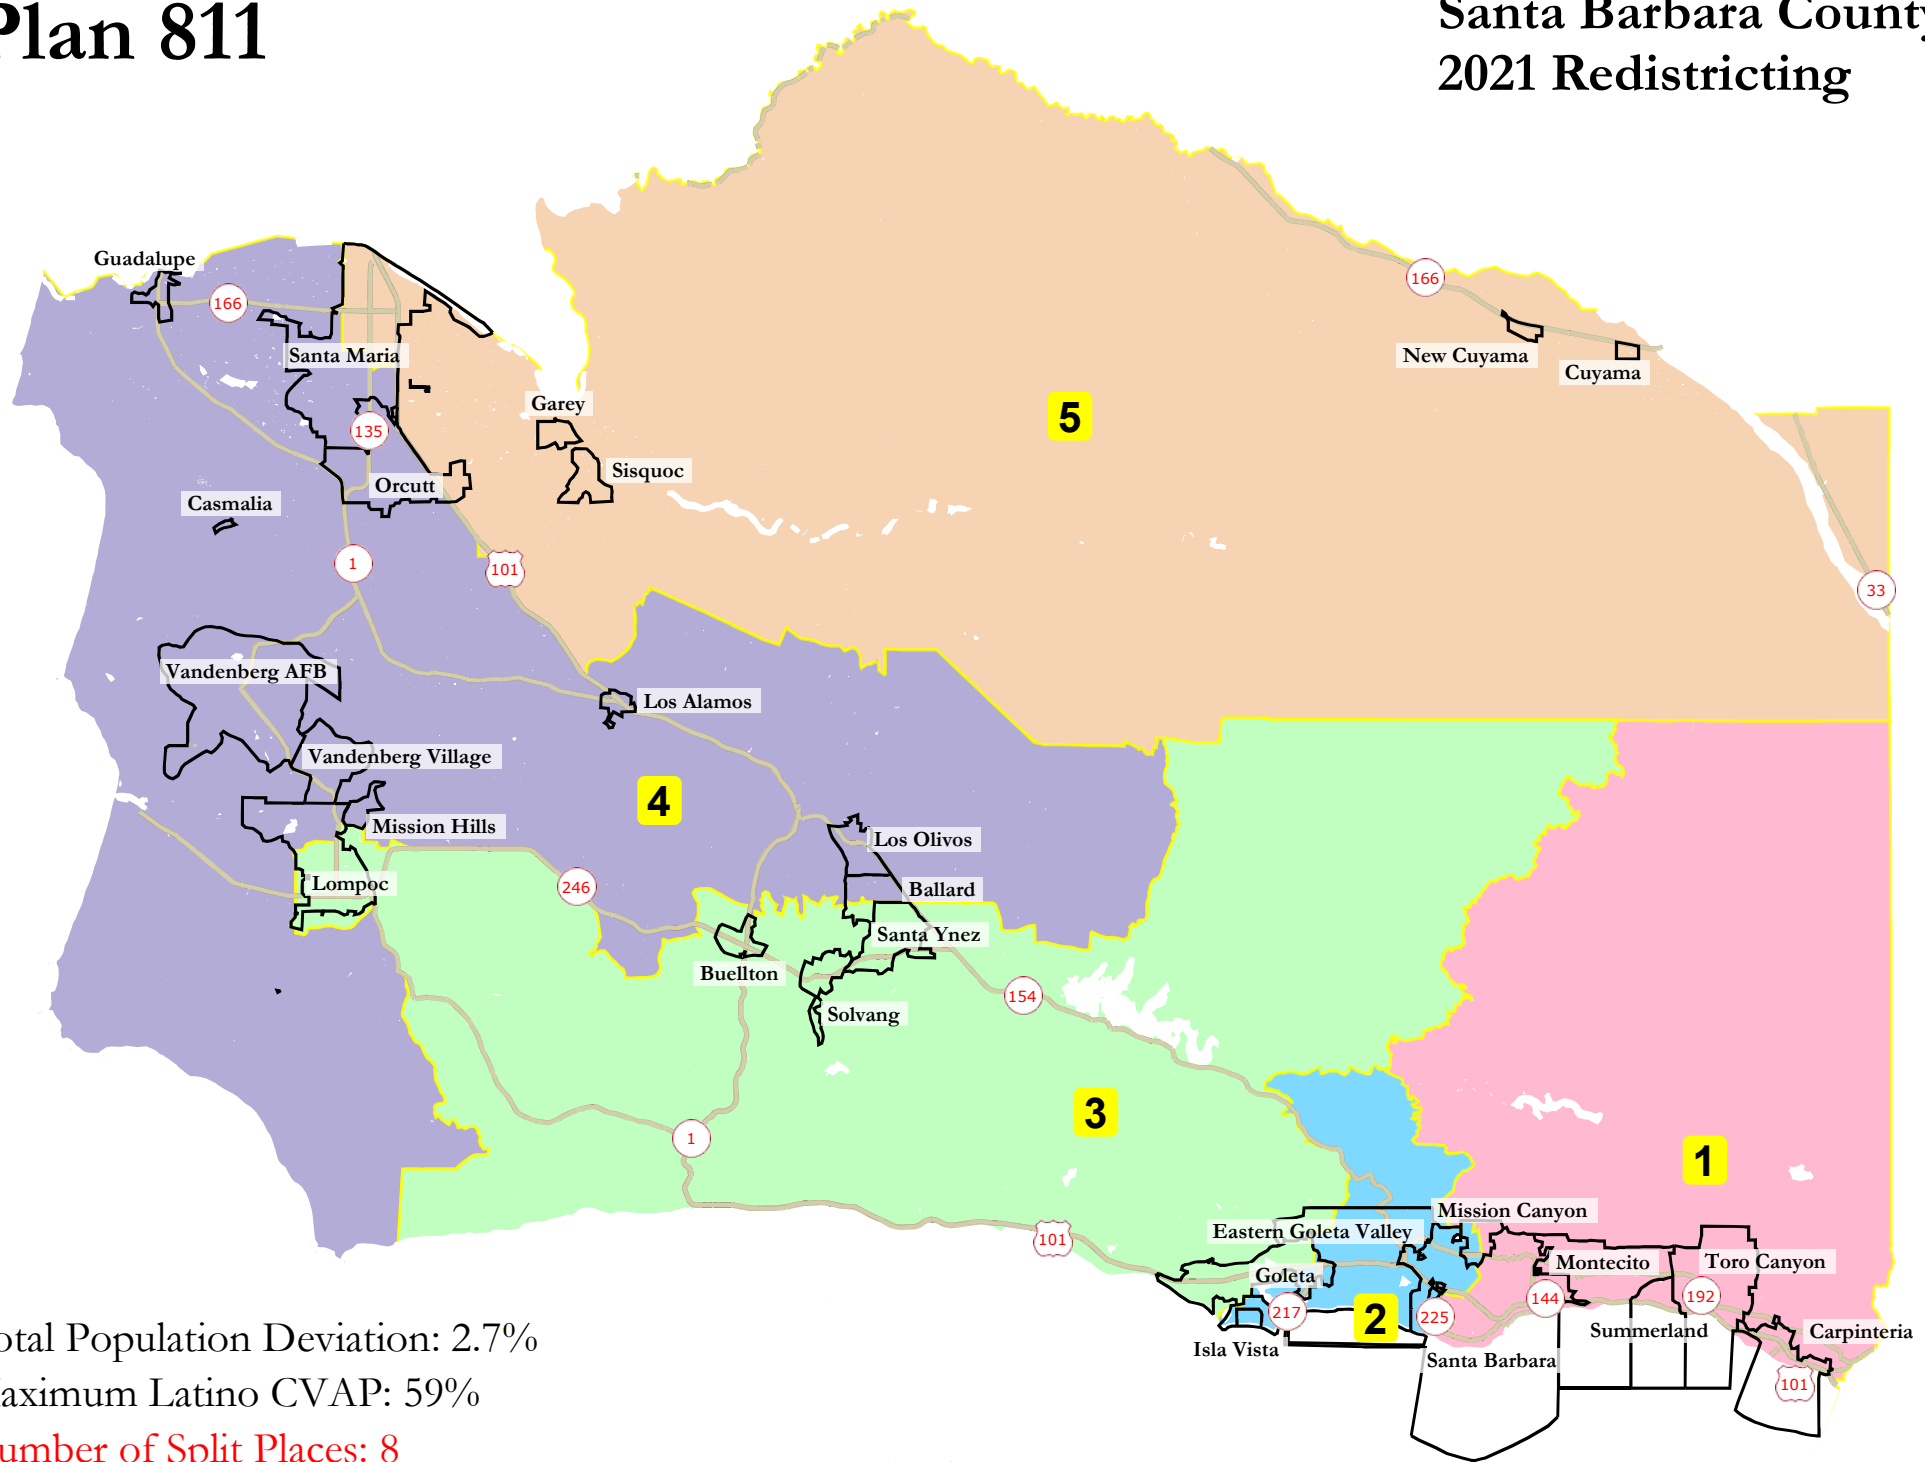 Plan 811
Santa Barbara County
2021 Redistricting
Guadalupe
166
Santa Maria
135
Garey
Sisquoc
Orcutt
Casmalia
1
101
5
166
New Cuyama
Cuyama
33
Vandenberg AFB
Los Alamos
Vandenberg Village
4
Mission Hills
Los Olivos
Lompoc
246
Ballard
Santa Ynez
Buellton
154
Solvang
3
1
1
101
Mission Canyon
Eastern Goleta Valley
Goleta
Montecito
Toro Canyon
217
2
225
144
192
Isla Vista
Summerland
Carpinteria
Santa Barbara
101
otal Population Deviation: 2.7%
aximum Latino CVAP: 59%
umber of Split Places: 8